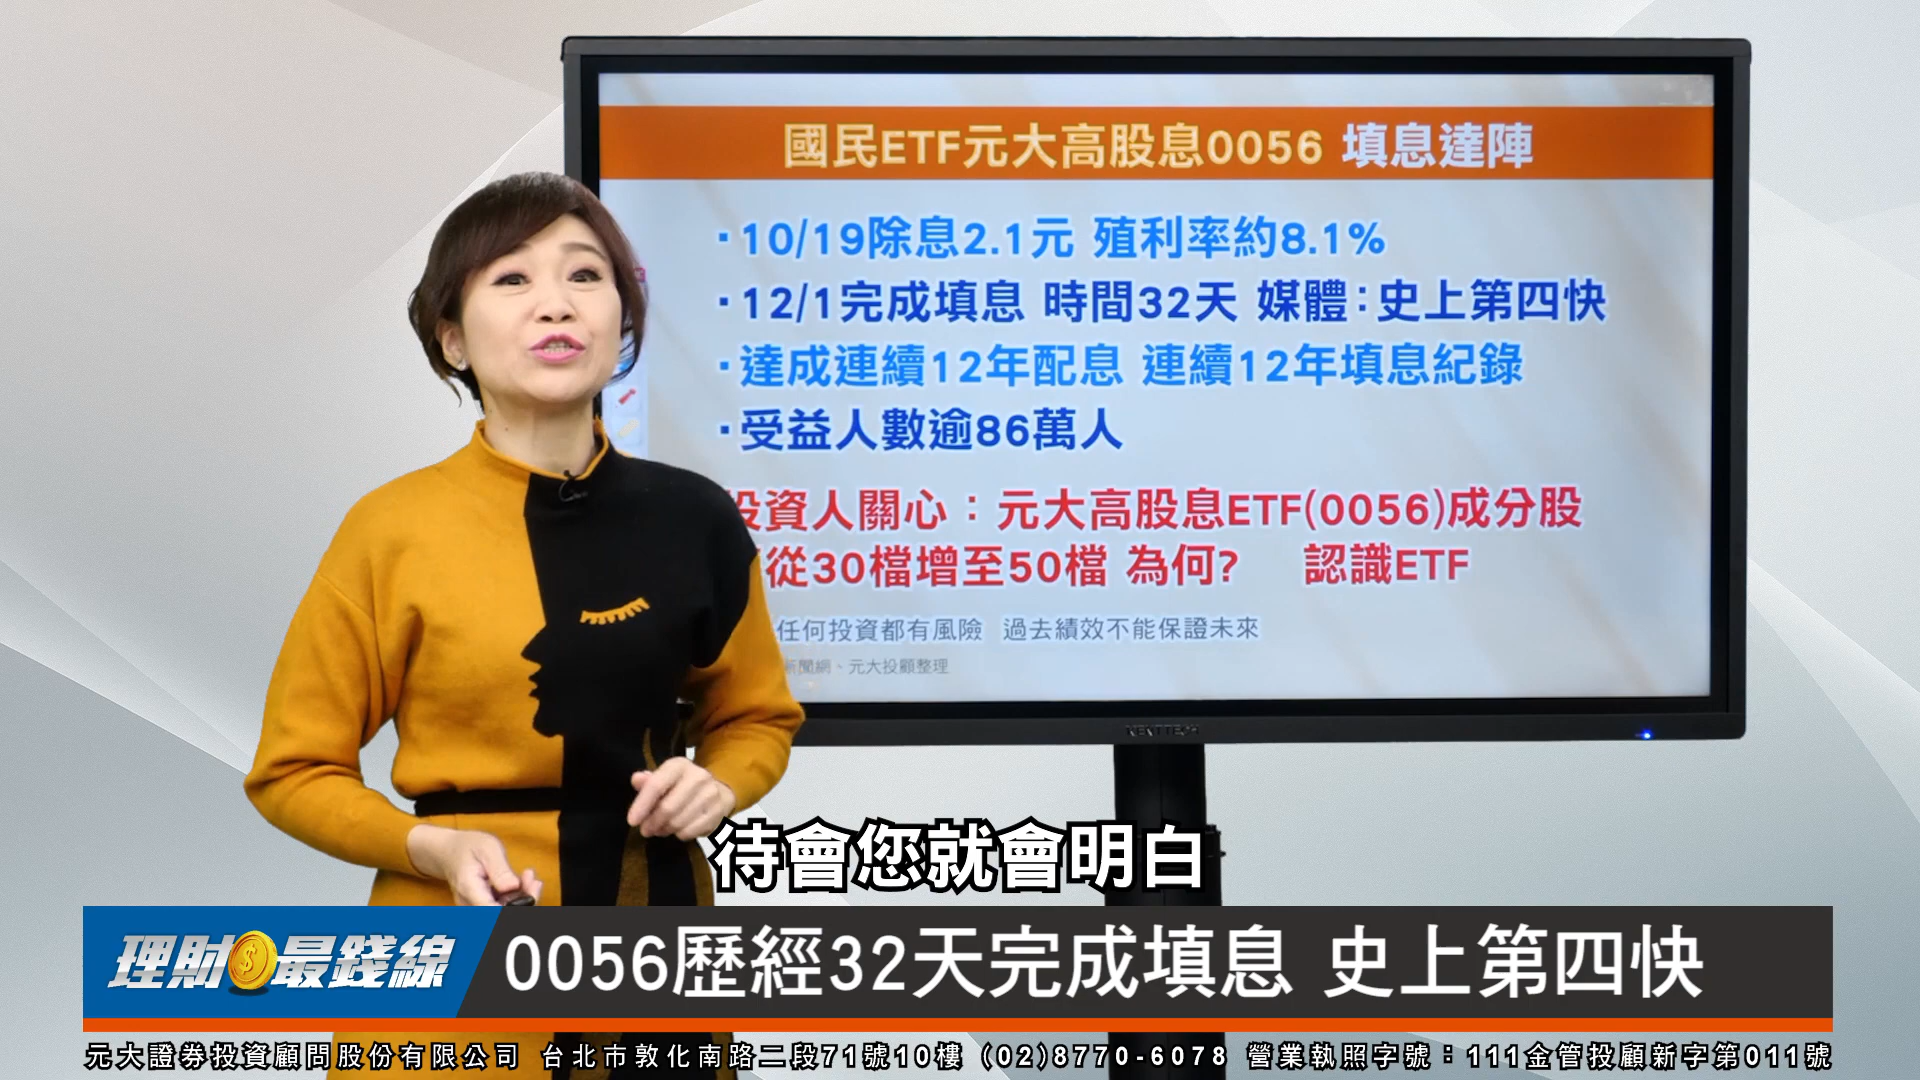 國民ETF元大高股息0056 填息達陣
·10/19除息2.1元 殖利率約8.1%
·12/1完成填息 時間32天 媒體:史上第四快
·達成連續12年配息 連續12年填息紀錄
·受益人數逾86萬人
投資人關心：元大高股息ETF(0056)成分股
從30檔增至50檔 為何? 認識ETF
任何投資都有風險 過去績效不能保證未來
新聞網、元大投顧整理
待會您就會明白
理財最錢線
0056歷經32天完成填息 史上第四快
元大證券投資顧問股份有限公司 台北市敦化南路二段71號10樓 (02)8770-6078 營業執照字號：111金管投顧新字第011號